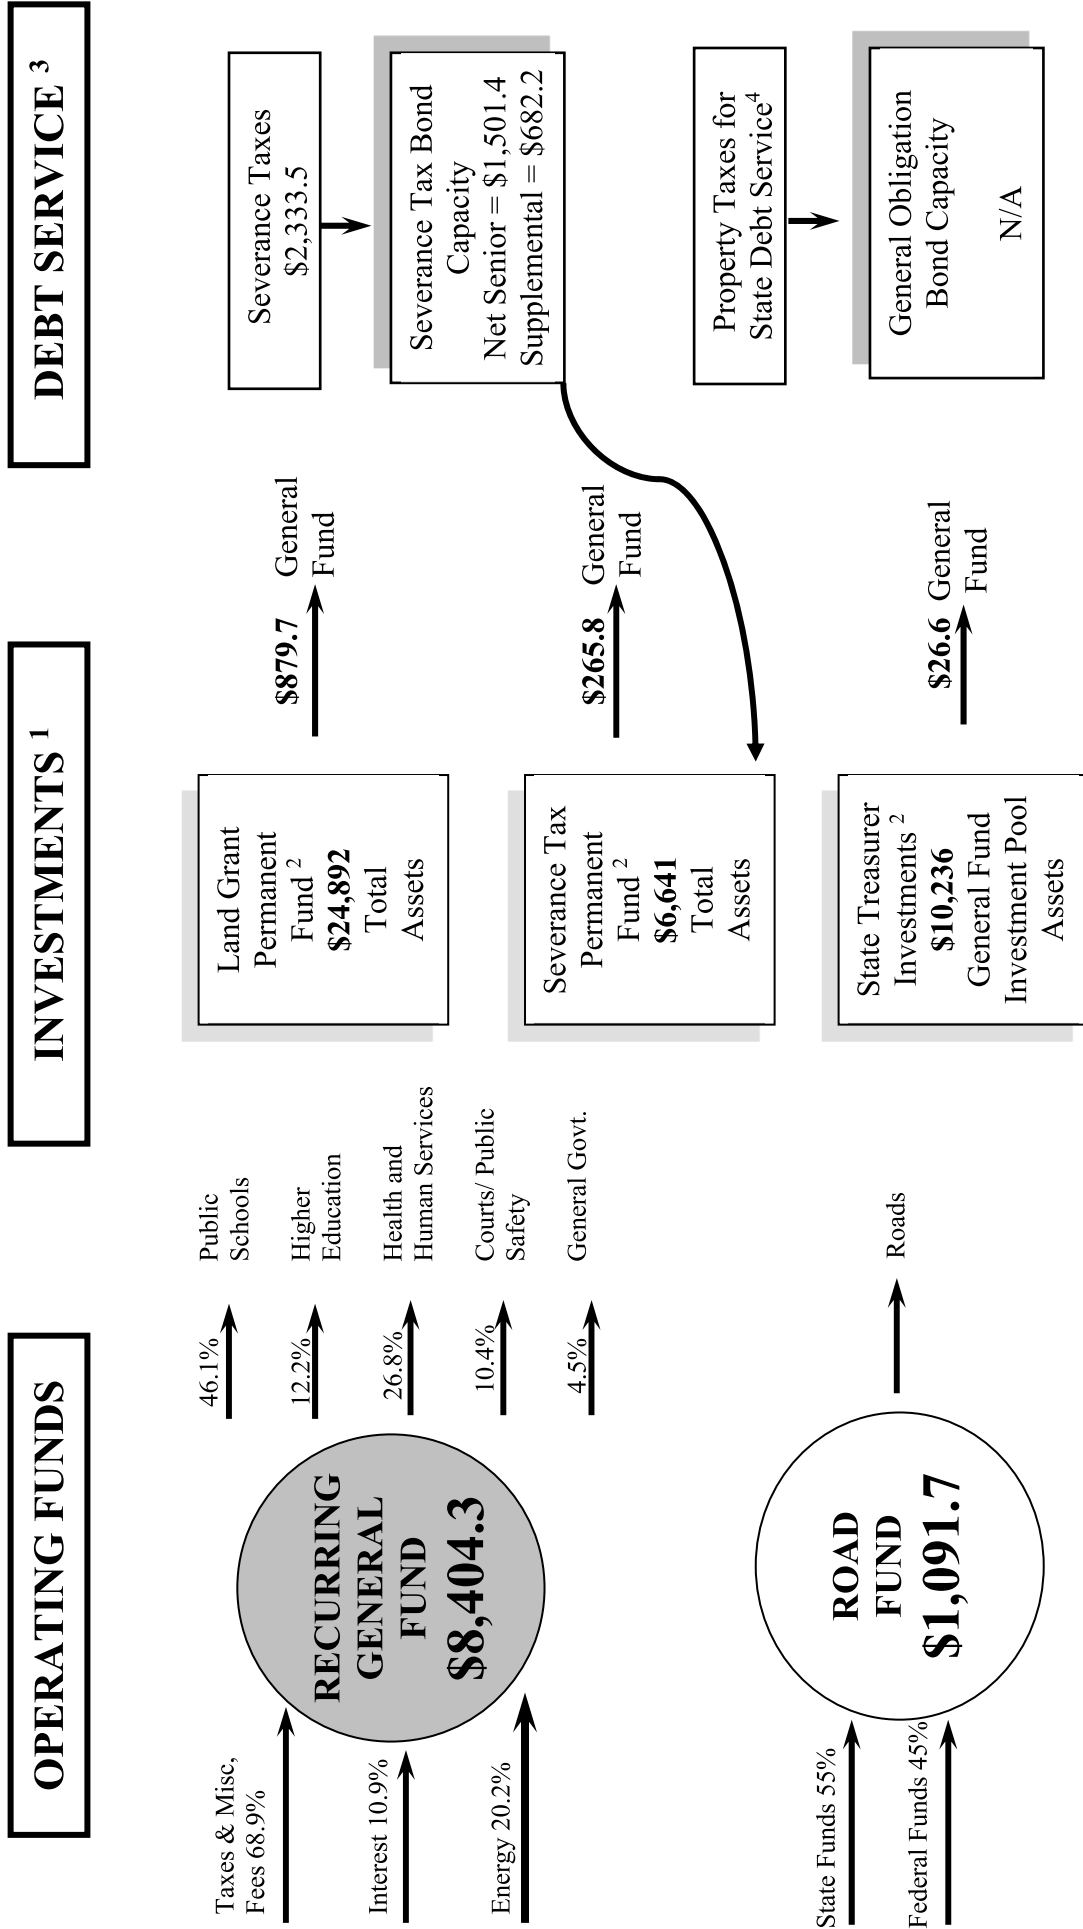 OPERATING FUNDS
Taxes & Misc,
Fees 68.9%
Interest 10.9%
Energy 20.2%
RECURRING
GENERAL
FUND
$8,404.3
46.1%
Public
Schools
12.2%
Higher
Education
26.8%
Health and
Human Services
10.4%
Courts/ Public
Safety
4.5%
General Govt.
State Funds 55%
Federal Funds 45%
ROAD
FUND
$1,091.7
Roads
INVESTMENTS 1
Land Grant
Permanent
Fund 2
$24,892
Total
Assets
$879.7
General
Fund
Severance Tax
Permanent
Fund 2
$6,641
Total
Assets
$265.8
General
Fund
State Treasurer
Investments 2
$10,236
General Fund
Investment Pool
Assets
$26.6 General
Fund
DEBT SERVICE 3
Severance Taxes
$2,333.5
Severance Tax Bond
Capacity
Net Senior = $1,501.4
Supplemental = $682.2
Property Taxes for
State Debt Service4
General Obligation
Bond Capacity
N/A